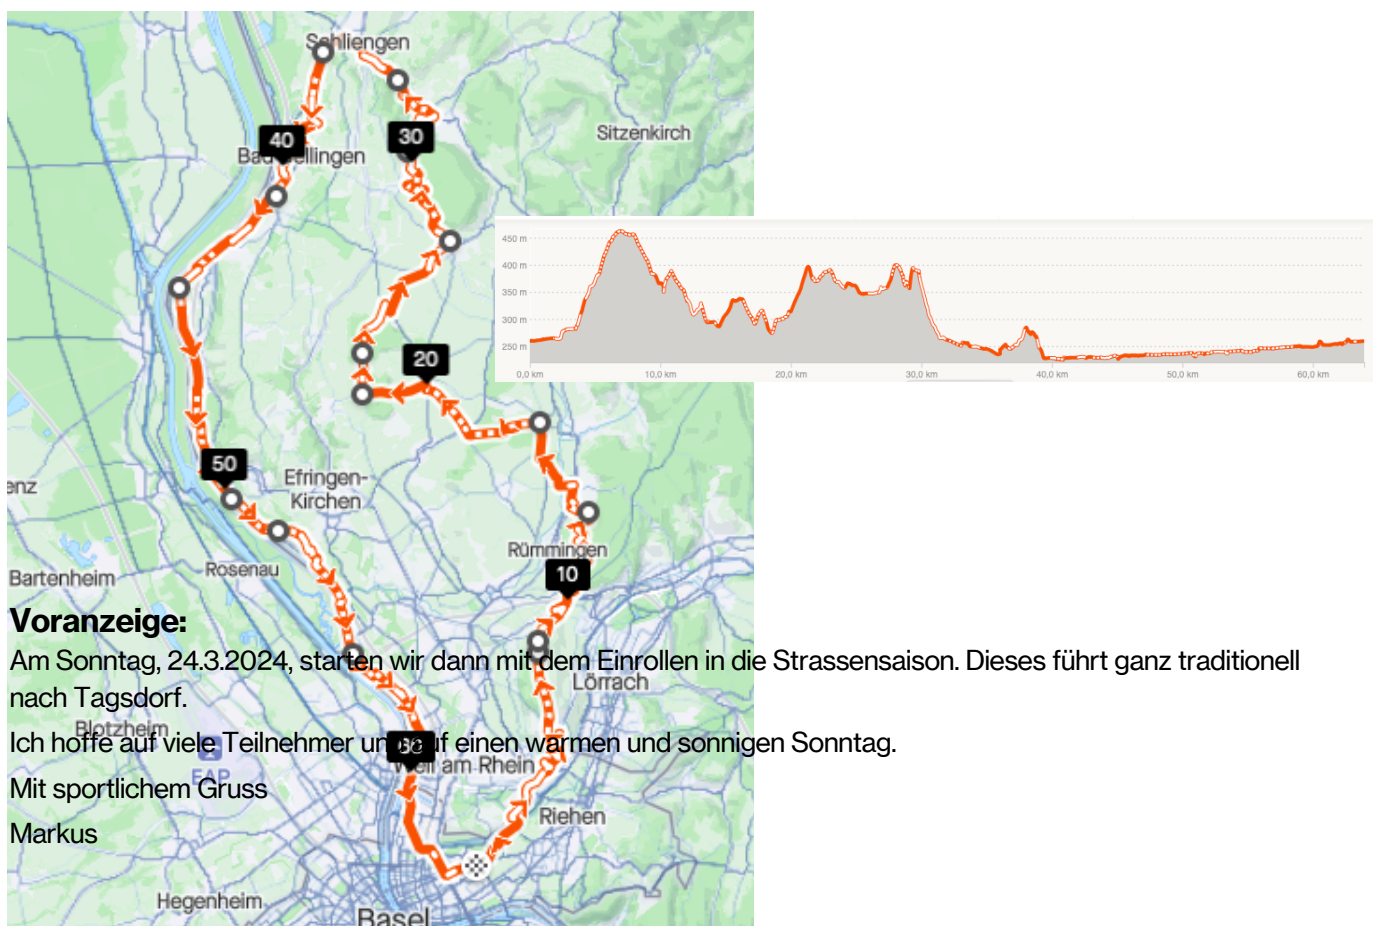 Schliengen
Sitzenkirch
40
30
Bad Bellingen
450 m
400 m
350 m
300 m
250 m
0,0 km 10,0 km 20,0 km 30,0 km 40,0 km 50,0 km 60,0 km
20
50
Efringen-
Kirchen
enz
Rümmingen
Rosenau
Bartenheim
10
Voranzeige:
Am Sonntag, 24.3.2024, starten wir dann mit dem Einrollen in die Strassensaison. Dieses führt ganz traditionell
nach Tagsdorf.
Lörrach
Blotzheim
Ich hoffe auf viele Teilnehmer und auf einen warmen und sonnigen Sonntag.
60
Weil am Rhein
EAP
Mit sportlichem Gruss
Riehen
Markus
Hegenheim
Basel